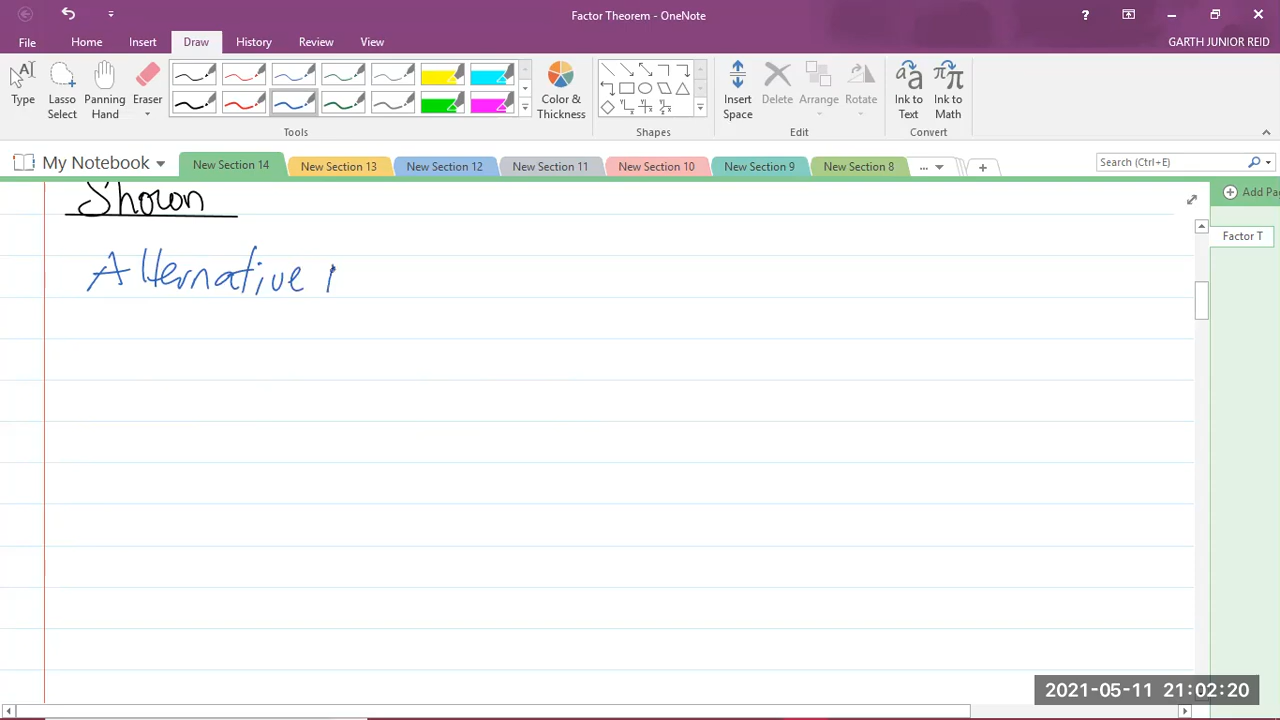 Factor Theorem - OneNote
?
File
Home
Insert
Draw
History
Review
View
GARTH JUNIOR REID
Type
Lasso Select
Panning Hand
Eraser
Color & Thickness
Insert Space
Delete
Arrange
Rotate
Ink to Text
Ink to Math
Tools
Shapes
Edit
Convert
My Notebook
New Section 14
New Section 13
New Section 12
New Section 11
New Section 10
New Section 9
New Section 8
...
Search (Ctrl+E)
Add Pa
Factor T
Shown
Alternative
2021-05-11 21:02:20